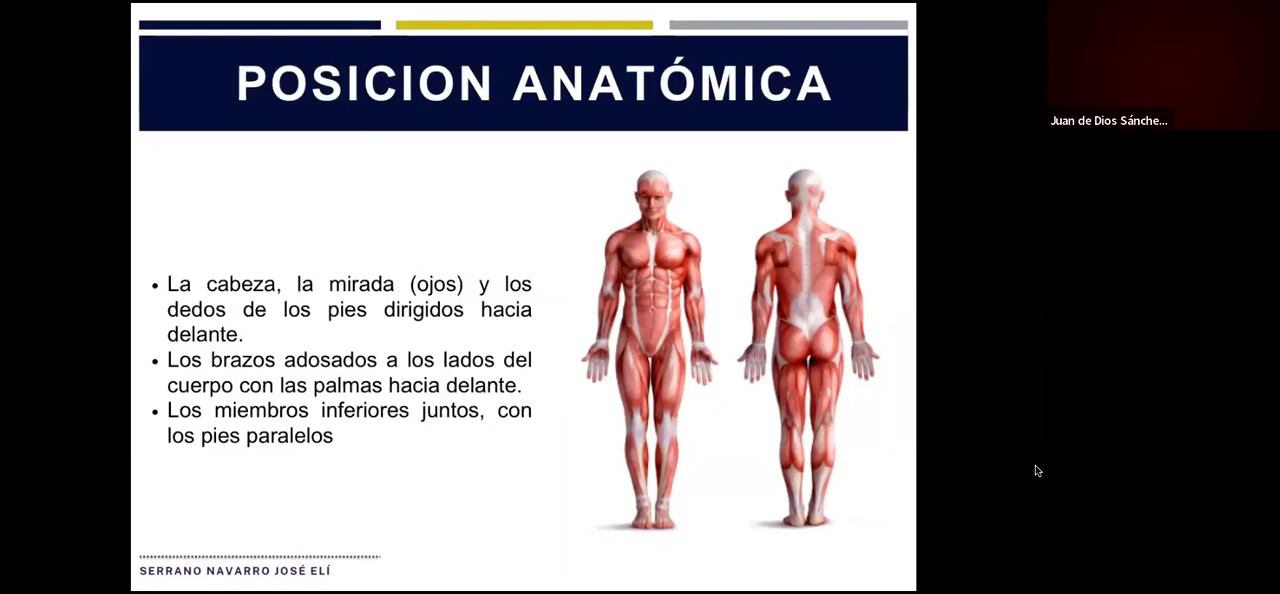 POSICION ANATÓMICA
Juan de Dios Sánche...
• La cabeza, la mirada (ojos) y los
dedos de los pies dirigidos hacia
delante.
• Los brazos adosados a los lados del
cuerpo con las palmas hacia delante.
• Los miembros inferiores juntos, con
los pies paralelos
SERRANO NAVARRO JOSÉ ELÍ